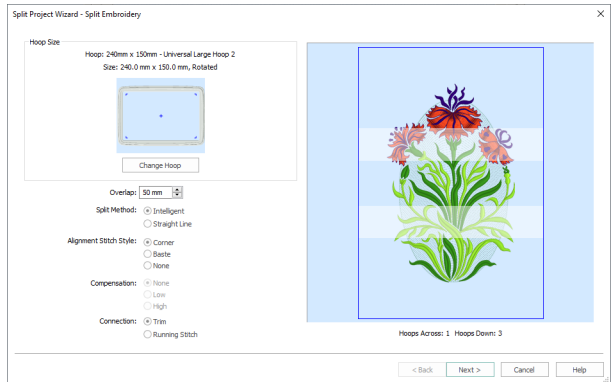 Split Project Wizard - Split Embroidery
Hoop Size
Hoop: 240mm x 150mm - Universal Large Hoop 2
Size: 240.0 mm x 150.0 mm, Rotated
Change Hoop
Overlap: 50 mm
Split Method: Intelligent
Straight Line
Alignment Stitch Style: Corner
Baste
None
Compensation: None
Low
High
Connection: Trim
Running Stitch
Hoops Across: 1 Hoops Down: 3
< Back Next > Cancel Help